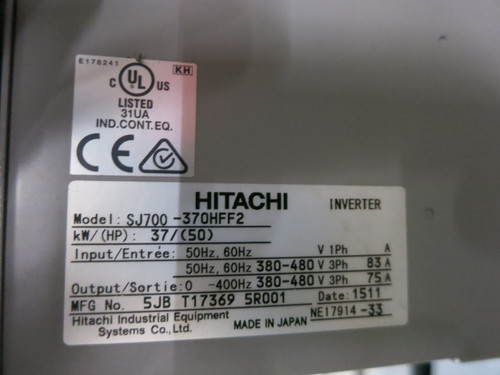 E178241
KH
C UL US
LISTED
31UA
IND.CONT.EQ.
CE
HITACHI INVERTER
Model: SJ700 -370HFF2
kW/(HP): 37/(50)
Input/Entrée: 50Hz, 60Hz V 1Ph A
50Hz, 60Hz 380-480 V 3Ph 83 A
Output/Sortie: 0 -400Hz 380-480 V 3Ph 75 A
MFG No. 5JB T17369 5R001 Date: 1511
Hitachi Industrial Equipment
Systems Co., Ltd. MADE IN JAPAN NE17914 -33